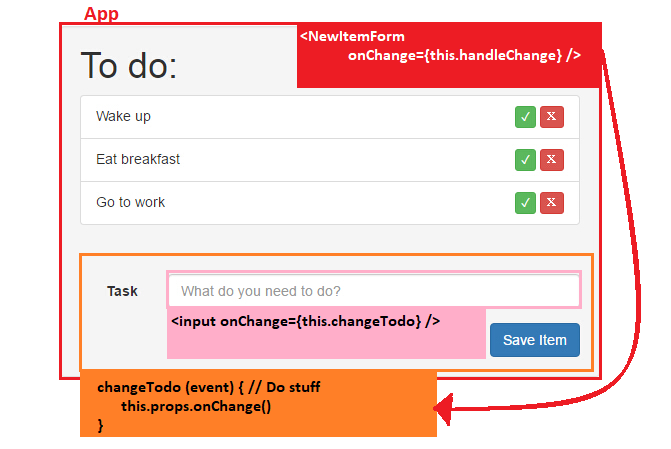 App
<NewItemForm
onChange={this.handleChange} />
To do:
Wake up ✓ X
Eat breakfast ✓ X
Go to work ✓ X
Task What do you need to do?
<input onChange={this.changeTodo} />
Save Item
changeTodo (event) { // Do stuff
this.props.onChange()
}